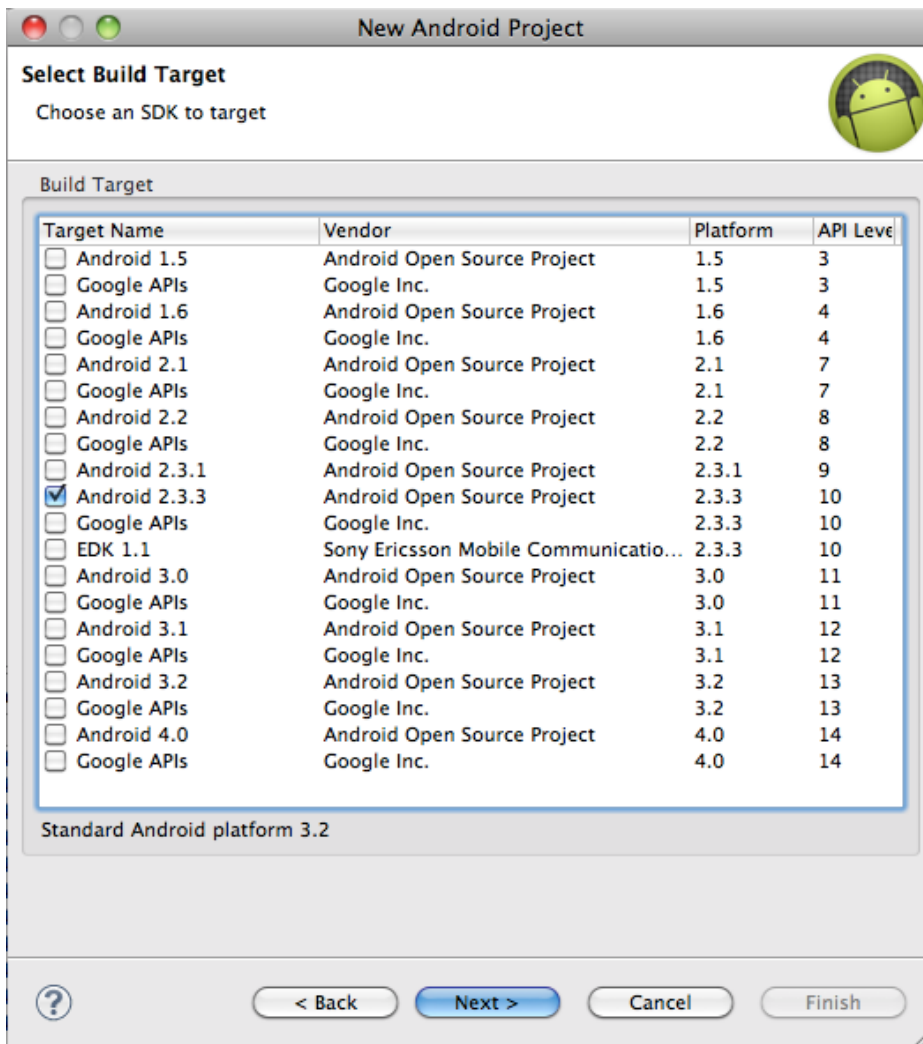 New Android Project
Select Build Target
Choose an SDK to target
Build Target
Target Name Vendor Platform API Leve
Android 1.5 Android Open Source Project 1.5 3
Google APIs Google Inc. 1.5 3
Android 1.6 Android Open Source Project 1.6 4
Google APIs Google Inc. 1.6 4
Android 2.1 Android Open Source Project 2.1 7
Google APIs Google Inc. 2.1 7
Android 2.2 Android Open Source Project 2.2 8
Google APIs Google Inc. 2.2 8
Android 2.3.1 Android Open Source Project 2.3.1 9
Android 2.3.3 Android Open Source Project 2.3.3 10
Google APIs Google Inc. 2.3.3 10
EDK 1.1 Sony Ericsson Mobile Communicatio... 2.3.3 10
Android 3.0 Android Open Source Project 3.0 11
Google APIs Google Inc. 3.0 11
Android 3.1 Android Open Source Project 3.1 12
Google APIs Google Inc. 3.1 12
Android 3.2 Android Open Source Project 3.2 13
Google APIs Google Inc. 3.2 13
Android 4.0 Android Open Source Project 4.0 14
Google APIs Google Inc. 4.0 14
Standard Android platform 3.2
? < Back Next > Cancel Finish